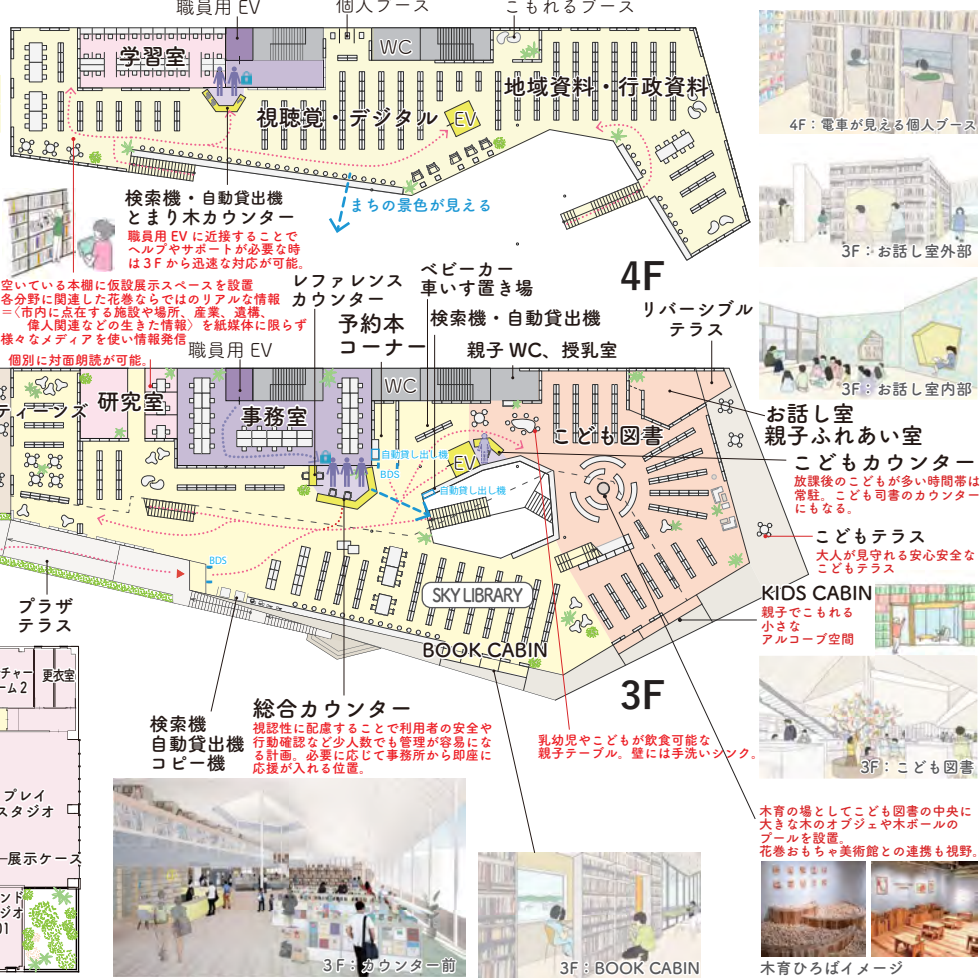 職員用 EV
個人ブース
こもれるブース
学習室
WC
地域資料・行政資料
視聴覚・デジタル
EV
4F：電車が見える個人ブース
検索機・自動貸出機
とまり木カウンター
職員用 EV に近接することで
ヘルプやサポートが必要な時
は３Ｆから迅速な対応が可能。
まちの景色が見える
3F：お話し室外部
4F
空いている本棚に仮設展示スペースを設置
各分野に関連した花巻ならではのリアルな情報
＝〈市内に点在する施設や場所、産業、遺構、
偉人関連などの生きた情報〉を紙媒体に限らず
様々なメディアを使い情報発信
個別に対面朗読が可能。
レファレンス
カウンター
予約本
コーナー
ベビーカー
車いす置き場
検索機・自動貸出機
親子 WC、授乳室
リバーシブル
テラス
3F：お話し室内部
職員用 EV
ティーンズ
研究室
事務室
WC
自動貸し出し機
BDS
EV
自動貸し出し機
こども図書
お話し室
親子ふれあい室
こどもカウンター
放課後のこどもが多い時間帯は
常駐。こども司書のカウンター
にもなる。
こどもテラス
大人が見守れる安心安全な
こどもテラス
BDS
SKY LIBRARY
BOOK CABIN
プラザ
テラス
KIDS CABIN
親子でこもれる
小さな
アルコーブ空間
3F
チャー
ーム2
更衣室
検索機
自動貸出機
コピー機
総合カウンター
視認性に配慮することで利用者の安全や
行動確認など少人数でも管理が容易にな
る計画。必要に応じて事務所から即座に
応援が入れる位置。
乳幼児やこどもが飲食可能な
親子テーブル。壁には手洗いシンク。
3F：こども図書
プレイ
スタジオ
展示ケース
ンド
ジオ
01
木育の場としてこども図書の中央に
大きな木のオブジェや木ボールの
プールを設置。
花巻おもちゃ美術館との連携も視野。
3F：カウンター前
3F：BOOK CABIN
木育ひろばイメージ